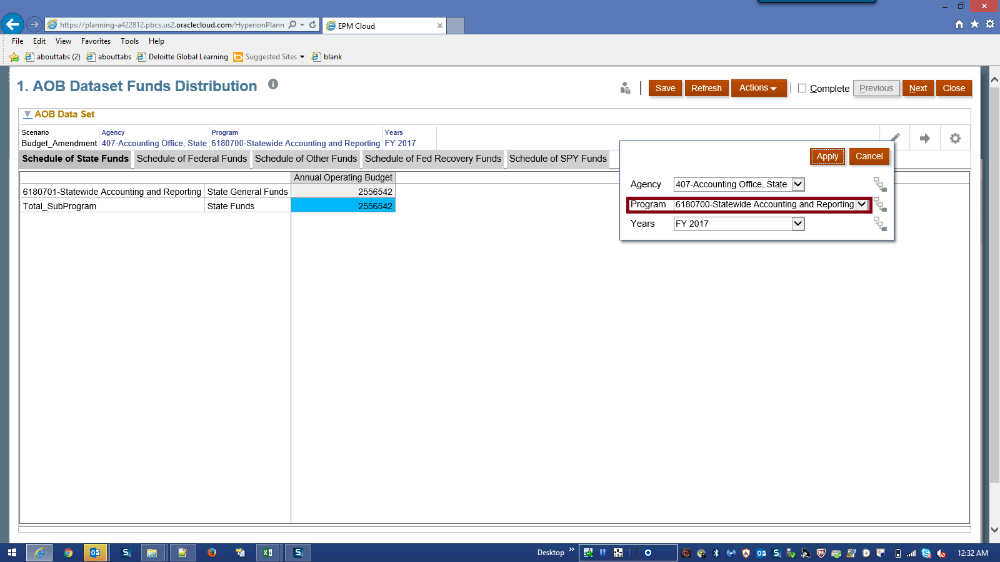 https://planning-a422812.pbcs.us2.oraclecloud.com/HyperionPlann
EPM Cloud
File Edit View Favorites Tools Help
abouttabs (2) abouttabs Deloitte Global Learning Suggested Sites blank
1. AOB Dataset Funds Distribution
Save Refresh Actions Complete Previous Next Close
AOB Data Set
Scenario Agency Program Years
Budget_Amendment 407-Accounting Office, State 6180700-Statewide Accounting and Reporting FY 2017
Schedule of State Funds Schedule of Federal Funds Schedule of Other Funds Schedule of Fed Recovery Funds Schedule of SPY Funds
Annual Operating Budget
6180701-Statewide Accounting and Reporting State General Funds 2556542
Total_SubProgram State Funds 2556542
Apply Cancel
Agency 407-Accounting Office, State
Program 6180700-Statewide Accounting and Reporting
Years FY 2017
Desktop
12:32 AM